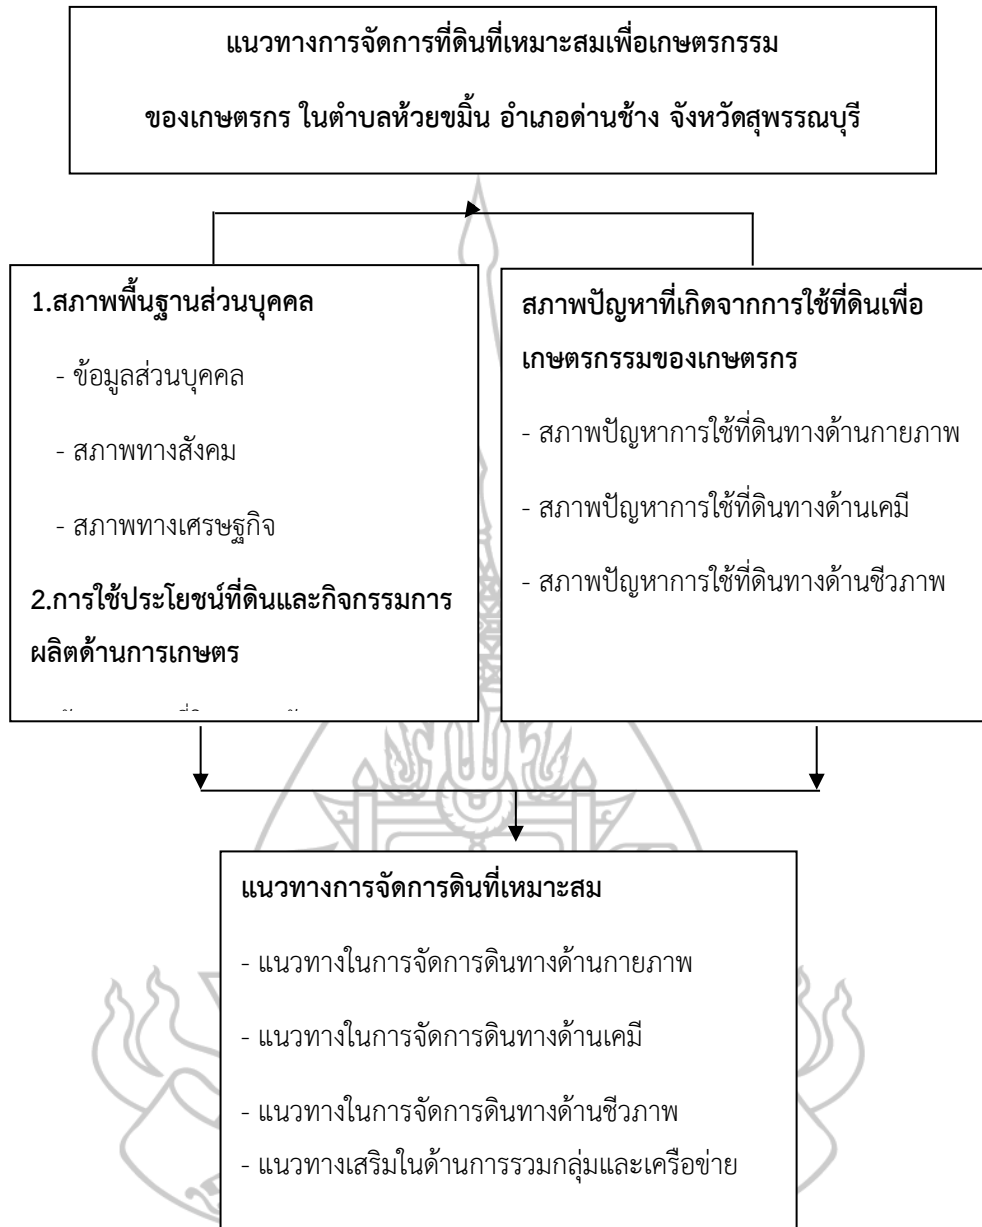 แนวทางการจัดการที่ดินที่เหมาะสมเพื่อเกษตรกรรม
ของเกษตรกร ในตำบลห้วยขมิ้น อำเภอด่านช้าง จังหวัดสุพรรณบุรี
1.สภาพพื้นฐานส่วนบุคคล
- ข้อมูลส่วนบุคคล
- สภาพทางสังคม
- สภาพทางเศรษฐกิจ
2.การใช้ประโยชน์ที่ดินและกิจกรรมการ
ผลิตด้านการเกษตร
สภาพปัญหาที่เกิดจากการใช้ที่ดินเพื่อ
เกษตรกรรมของเกษตรกร
- สภาพปัญหาการใช้ที่ดินทางด้านกายภาพ
- สภาพปัญหาการใช้ที่ดินทางด้านเคมี
- สภาพปัญหาการใช้ที่ดินทางด้านชีวภาพ
แนวทางการจัดการดินที่เหมาะสม
- แนวทางในการจัดการดินทางด้านกายภาพ
- แนวทางในการจัดการดินทางด้านเคมี
- แนวทางในการจัดการดินทางด้านชีวภาพ
- แนวทางเสริมในด้านการรวมกลุ่มและเครือข่าย